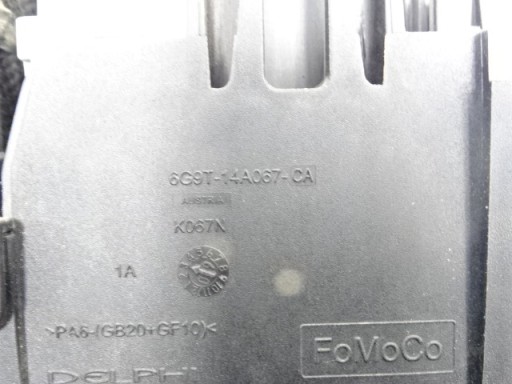 6G9T-14A067-CA
K067N
1A
>PA6-(GB20+GF10)<
FoMoCo
DELPHI